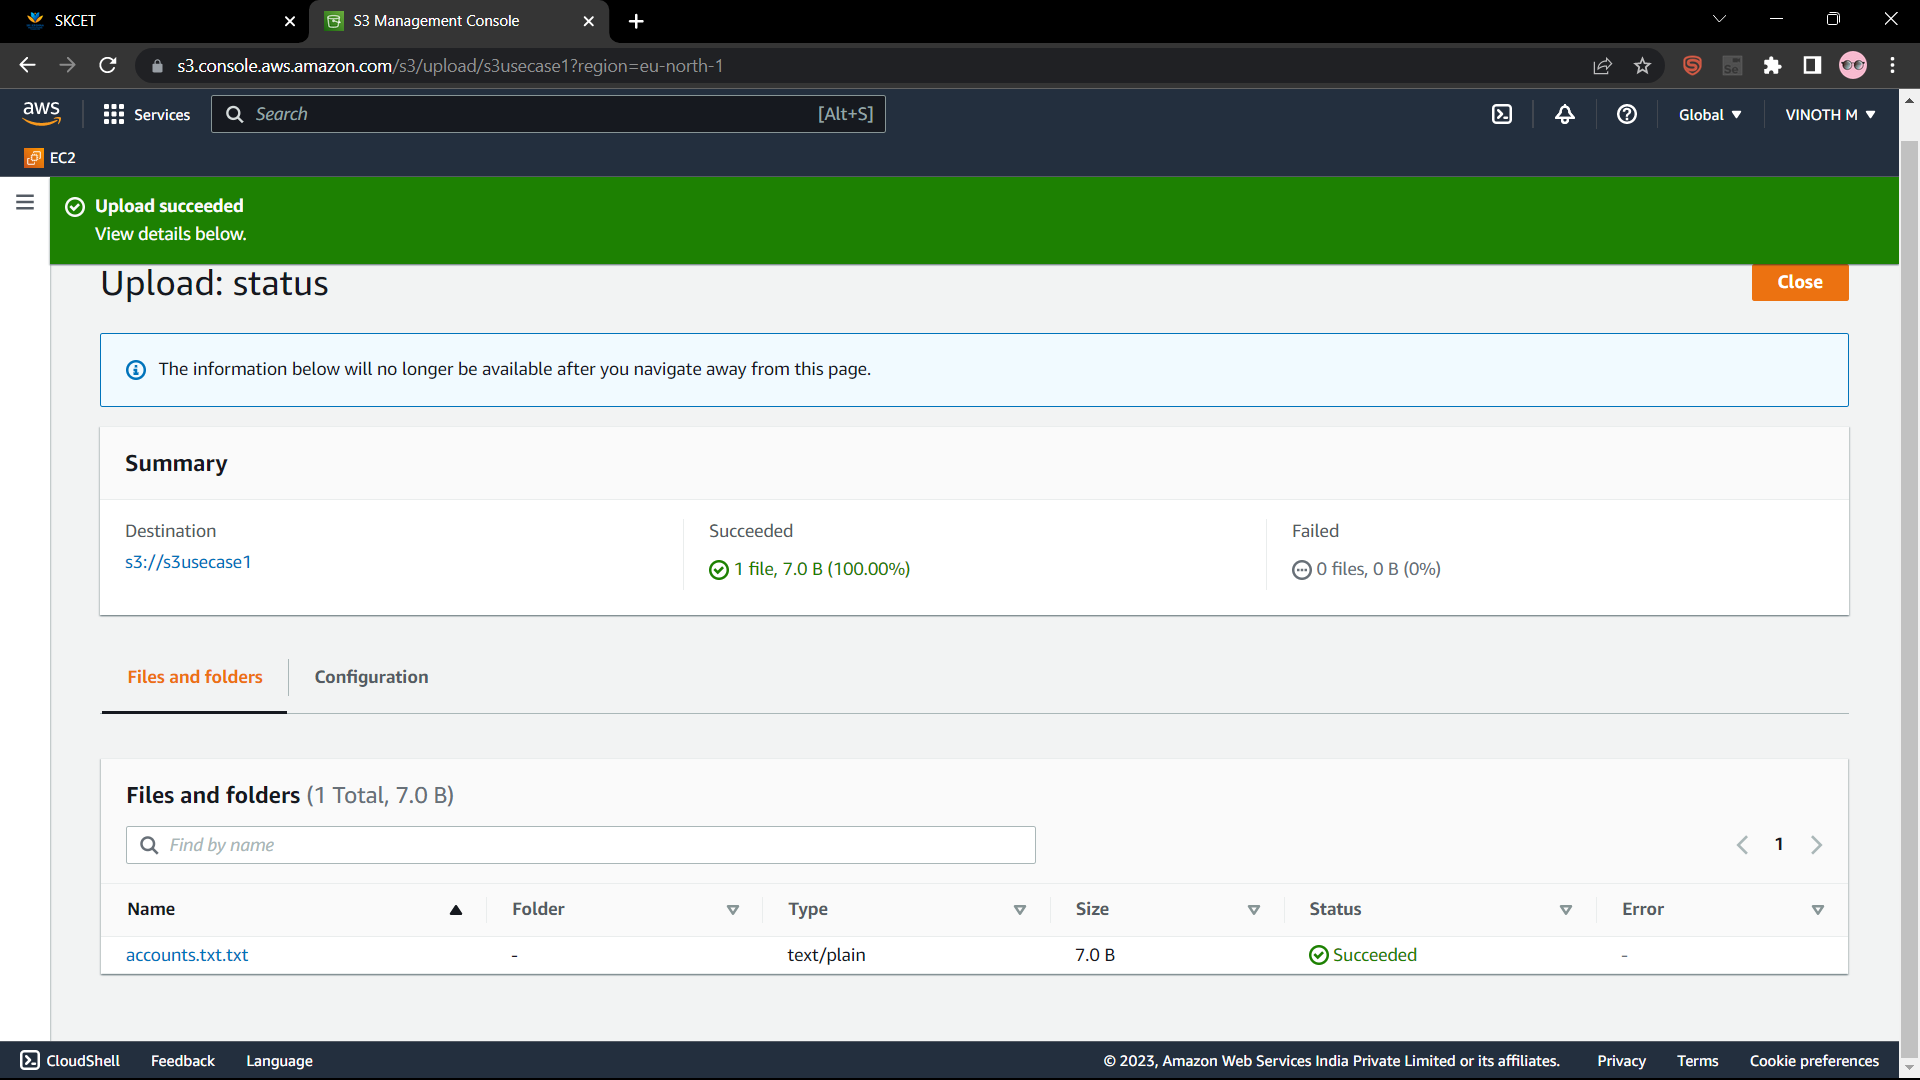 SKCET
S3 Management Console
s3.console.aws.amazon.com/s3/upload/s3usecase1?region=eu-north-1
aws
Services
Search
[Alt+S]
Global
VINOTH M
EC2
Upload succeeded
View details below.
Upload: status
Close
The information below will no longer be available after you navigate away from this page.
Summary
Destination
s3://s3usecase1
Succeeded
1 file, 7.0 B (100.00%)
Failed
0 files, 0 B (0%)
Files and folders
Configuration
Files and folders (1 Total, 7.0 B)
Find by name
1
Name Folder Type Size Status Error
accounts.txt.txt - text/plain 7.0 B Succeeded -
CloudShell Feedback Language © 2023, Amazon Web Services India Private Limited or its affiliates. Privacy Terms Cookie preferences